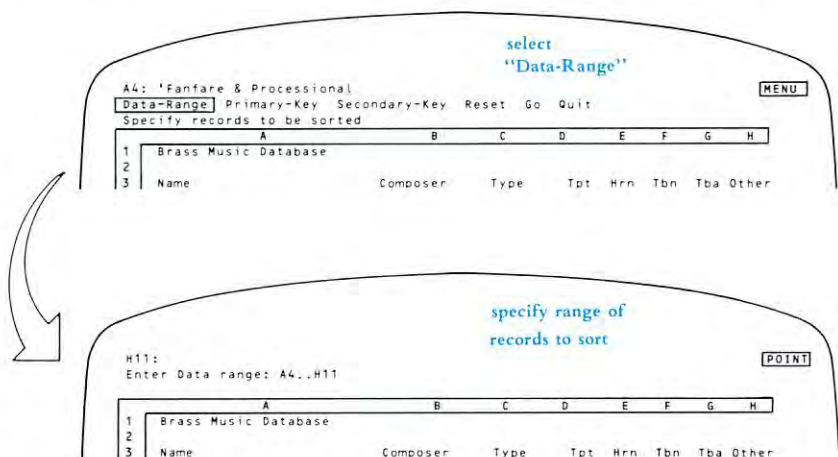 select
"Data-Range"
A4: 'Fanfare & Processional MENU
Data-Range Primary-Key Secondary-Key Reset Go Quit
Specify records to be sorted
A B C D E F G H
1 Brass Music Database
2
3 Name Composer Type Tpt Hrn Tbn Tba Other
specify range of
records to sort
H11: POINT
Enter Data range: A4..H11
A B C D E F G H
1 Brass Music Database
2
3 Name Composer Type Tpt Hrn Tbn Tba Other